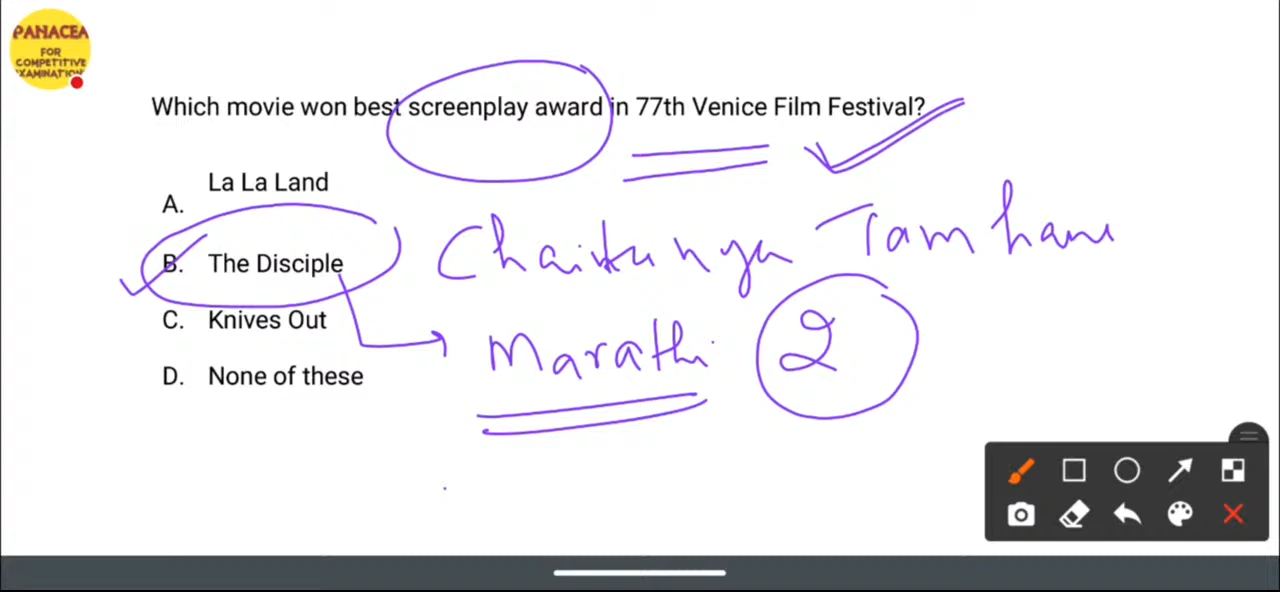 PANACEA
FOR
COMPETITIVE
EXAMINATION
Which movie won best screenplay award in 77th Venice Film Festival?
La La Land
A.
B. The Disciple
Chaitanya Tamhane
C. Knives Out
Marathi 2
D. None of these